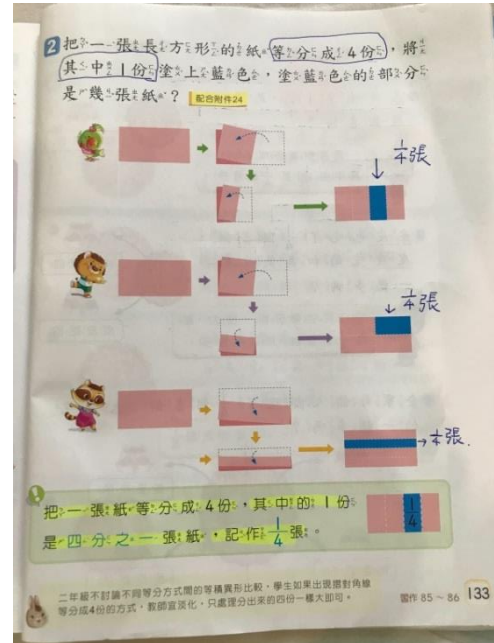 2 把一張長方形的紙等分成4份，將
其中1份塗上藍色，塗藍色的部分
是幾張紙？ 配合附件24
1/4張
1/4張
1/4張.
把一張紙等分成4份，其中的1份
是四分之一張紙，記作1/4張。
1/4
二年級不討論不同等分方式間的等積異形比較，學生如果出現摺對角線
等分成4份的方式，教師宜淡化，只處理分出來的四份一樣大即可。
習作 85～86 133